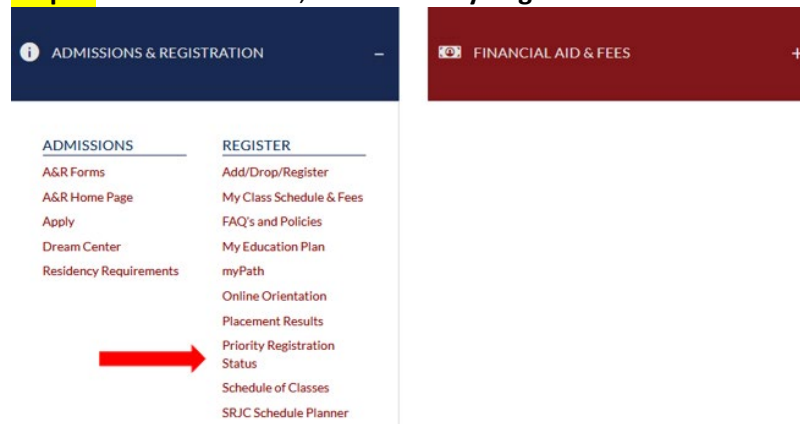 ADMISSIONS & REGISTRATION
FINANCIAL AID & FEES
ADMISSIONS
A&R Forms
A&R Home Page
Apply
Dream Center
Residency Requirements
REGISTER
Add/Drop/Register
My Class Schedule & Fees
FAQ's and Policies
My Education Plan
myPath
Online Orientation
Placement Results
Priority Registration
Status
Schedule of Classes
SRJC Schedule Planner